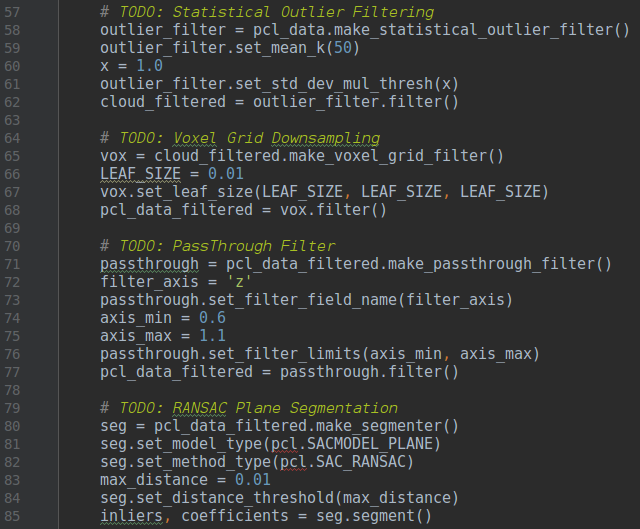 57 # TODO: Statistical Outlier Filtering
58 outlier_filter = pcl_data.make_statistical_outlier_filter()
59 outlier_filter.set_mean_k(50)
60 x = 1.0
61 outlier_filter.set_std_dev_mul_thresh(x)
62 cloud_filtered = outlier_filter.filter()
63
64 # TODO: Voxel Grid Downsampling
65 vox = cloud_filtered.make_voxel_grid_filter()
66 LEAF_SIZE = 0.01
67 vox.set_leaf_size(LEAF_SIZE, LEAF_SIZE, LEAF_SIZE)
68 pcl_data_filtered = vox.filter()
69
70 # TODO: PassThrough Filter
71 passthrough = pcl_data_filtered.make_passthrough_filter()
72 filter_axis = 'z'
73 passthrough.set_filter_field_name(filter_axis)
74 axis_min = 0.6
75 axis_max = 1.1
76 passthrough.set_filter_limits(axis_min, axis_max)
77 pcl_data_filtered = passthrough.filter()
78
79 # TODO: RANSAC Plane Segmentation
80 seg = pcl_data_filtered.make_segmenter()
81 seg.set_model_type(pcl.SACMODEL_PLANE)
82 seg.set_method_type(pcl.SAC_RANSAC)
83 max_distance = 0.01
84 seg.set_distance_threshold(max_distance)
85 inliers, coefficients = seg.segment()